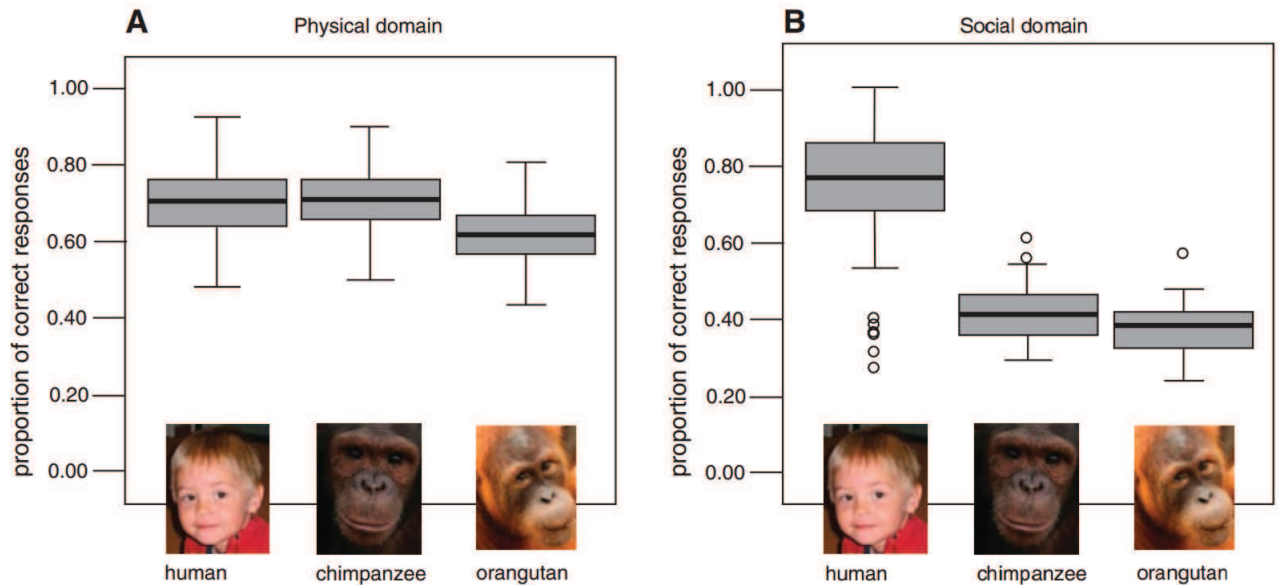 A
Physical domain
proportion of correct responses
1.00
0.80
0.60
0.40
0.20
0.00
human
chimpanzee
orangutan
B
Social domain
proportion of correct responses
1.00
0.80
0.60
0.40
0.20
0.00
human
chimpanzee
orangutan